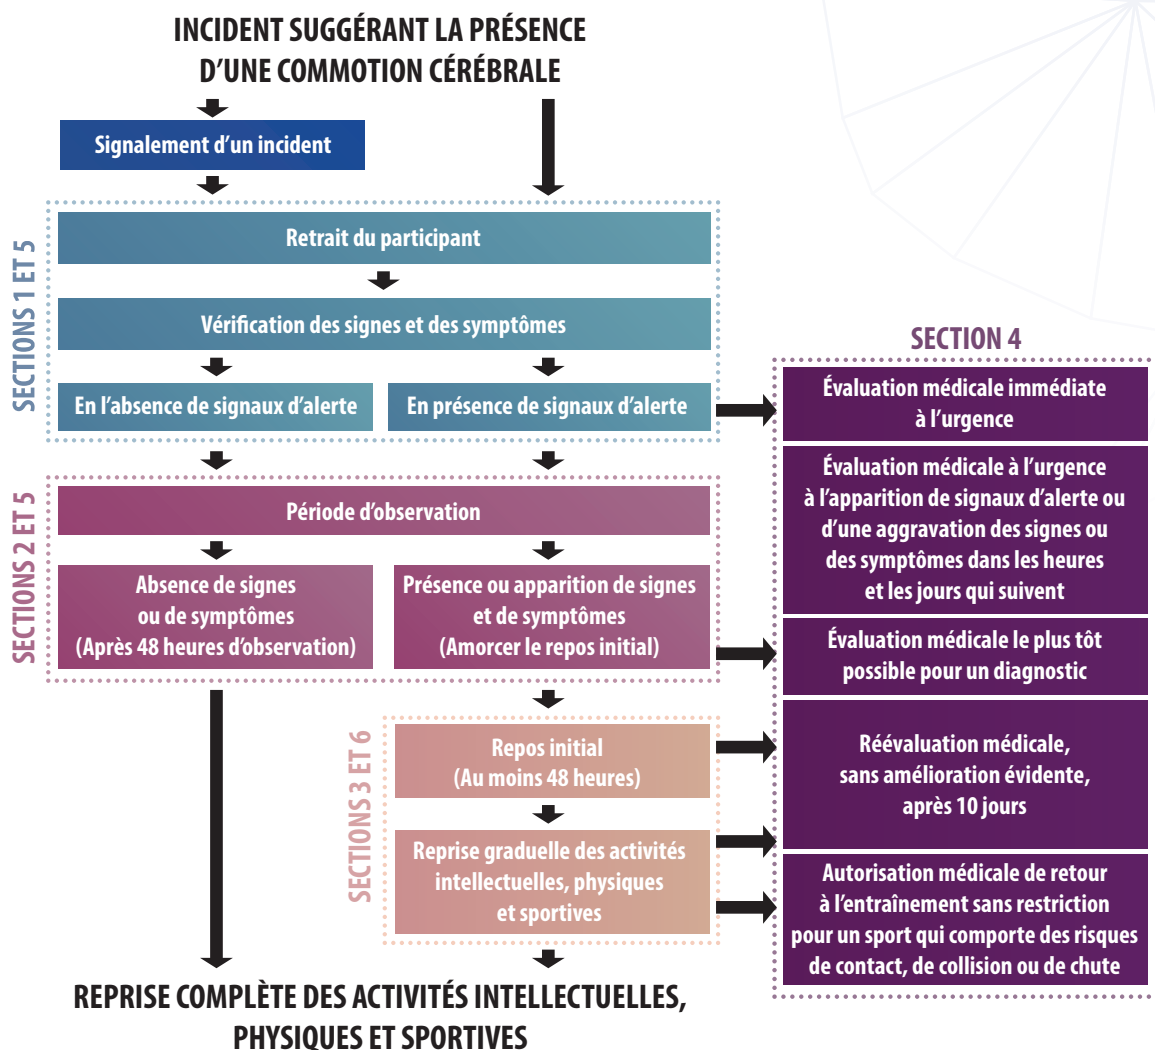 INCIDENT SUGGÉRANT LA PRÉSENCE
D'UNE COMMOTION CÉRÉBRALE
Signalement d'un incident
SECTIONS 1 ET 5
Retrait du participant
Vérification des signes et des symptômes
En l'absence de signaux d'alerte
En présence de signaux d'alerte
SECTIONS 2 ET 5
Période d'observation
Absence de signes
ou de symptômes
(Après 48 heures d'observation)
Présence ou apparition de signes
et de symptômes
(Amorcer le repos initial)
SECTIONS 3 ET 6
Repos initial
(Au moins 48 heures)
Reprise graduelle des activités
intellectuelles, physiques
et sportives
SECTION 4
Évaluation médicale immédiate
à l'urgence
Évaluation médicale à l'urgence
à l'apparition de signaux d'alerte ou
d'une aggravation des signes ou
des symptômes dans les heures
et les jours qui suivent
Évaluation médicale le plus tôt
possible pour un diagnostic
Réévaluation médicale,
sans amélioration évidente,
après 10 jours
Autorisation médicale de retour
à l'entraînement sans restriction
pour un sport qui comporte des risques
de contact, de collision ou de chute
REPRISE COMPLÈTE DES ACTIVITÉS INTELLECTUELLES,
PHYSIQUES ET SPORTIVES